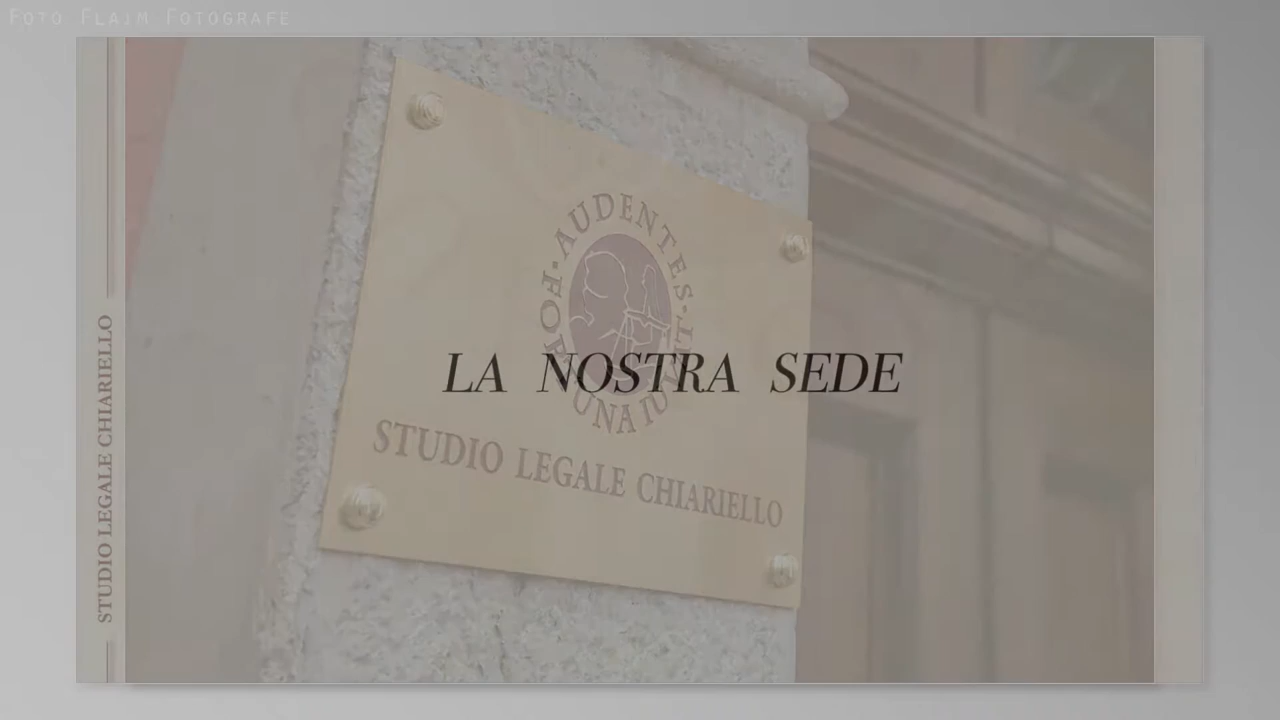 Foto Flaim Fotografe
AUDENTES · FORTUNA IUVAT ·
LA NOSTRA SEDE
STUDIO LEGALE CHIARIELLO
STUDIO LEGALE CHIARIELLO